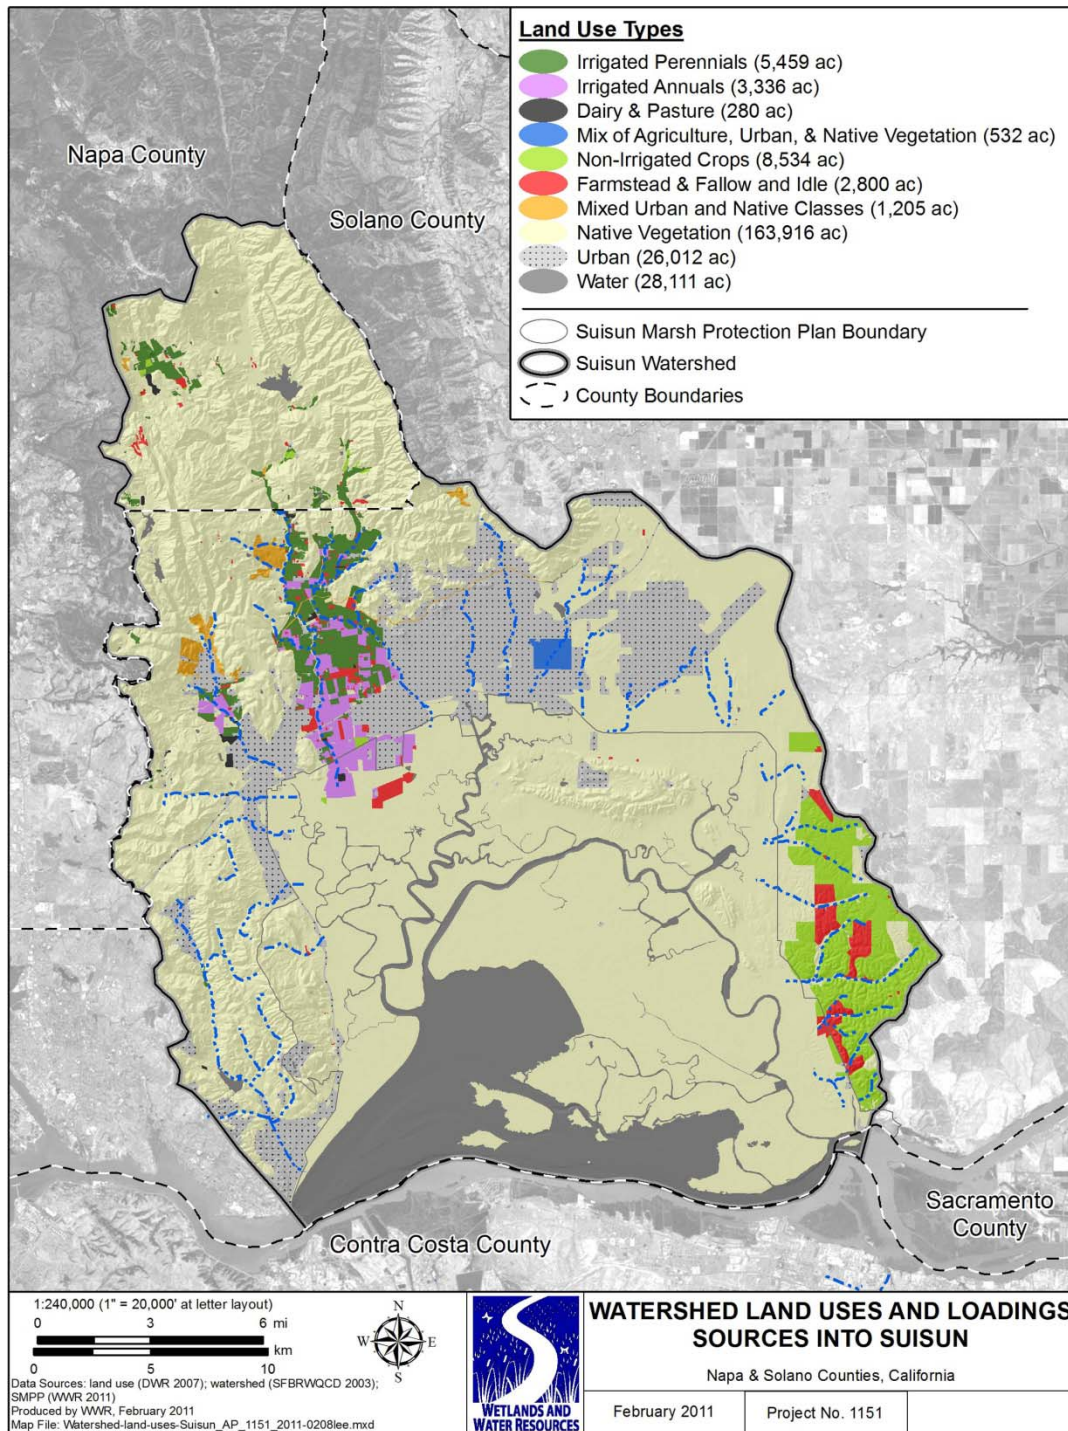 Land Use Types
Irrigated Perennials (5,459 ac)
Irrigated Annuals (3,336 ac)
Dairy & Pasture (280 ac)
Mix of Agriculture, Urban, & Native Vegetation (532 ac)
Non-Irrigated Crops (8,534 ac)
Farmstead & Fallow and Idle (2,800 ac)
Mixed Urban and Native Classes (1,205 ac)
Native Vegetation (163,916 ac)
Urban (26,012 ac)
Water (28,111 ac)
Suisun Marsh Protection Plan Boundary
Suisun Watershed
County Boundaries
Napa County
Solano County
Sacramento
County
Contra Costa County
1:240,000 (1" = 20,000' at letter layout)
0 3 6 mi
0 5 10 km
N
W E
S
Data Sources: land use (DWR 2007); watershed (SFBRWQCD 2003);
SMPP (WWR 2011)
Produced by WWR, February 2011
Map File: Watershed-land-uses-Suisun_AP_1151_2011-0208lee.mxd
WETLANDS AND
WATER RESOURCES
WATERSHED LAND USES AND LOADINGS
SOURCES INTO SUISUN
Napa & Solano Counties, California
February 2011
Project No. 1151